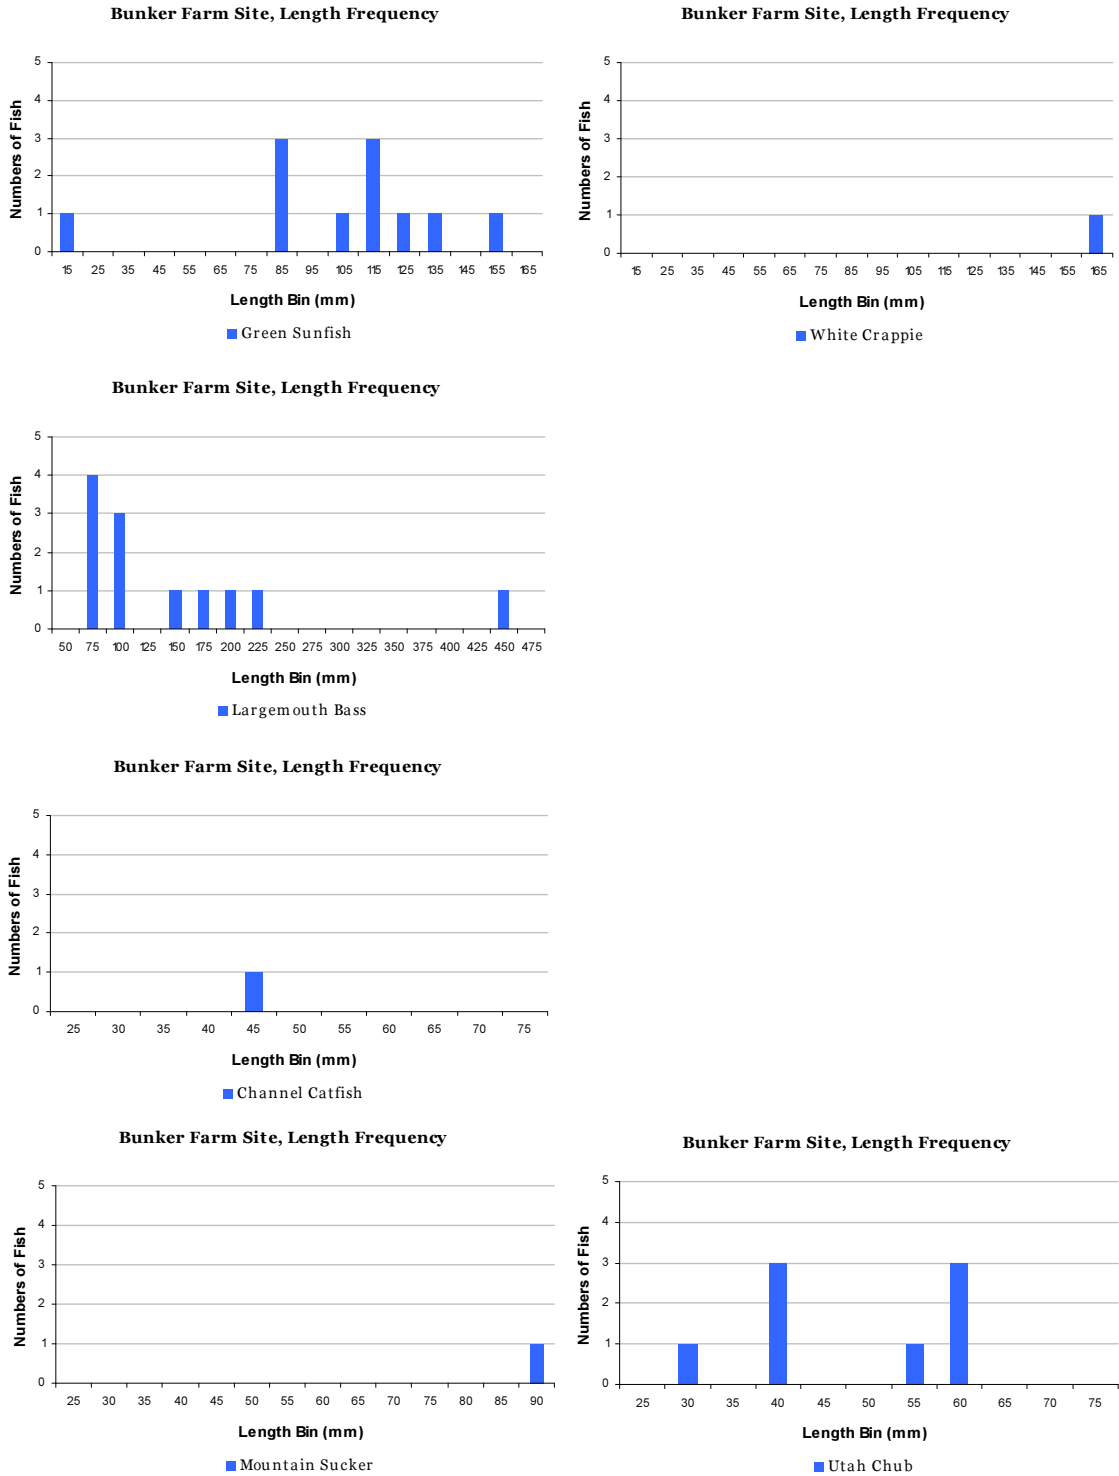 Bunker Farm Site, Length Frequency
Numbers of Fish
5
4
3
2
1
0
15 25 35 45 55 65 75 85 95 105 115 125 135 145 155 165
Length Bin (mm)
Green Sunfish
Bunker Farm Site, Length Frequency
Numbers of Fish
5
4
3
2
1
0
15 25 35 45 55 65 75 85 95 105 115 125 135 145 155 165
Length Bin (mm)
White Crappie
Bunker Farm Site, Length Frequency
Numbers of Fish
5
4
3
2
1
0
50 75 100 125 150 175 200 225 250 275 300 325 350 375 400 425 450 475
Length Bin (mm)
Largemouth Bass
Bunker Farm Site, Length Frequency
Numbers of Fish
5
4
3
2
1
0
25 30 35 40 45 50 55 60 65 70 75
Length Bin (mm)
Channel Catfish
Bunker Farm Site, Length Frequency
Numbers of Fish
5
4
3
2
1
0
25 30 35 40 45 50 55 60 65 70 75 80 85 90
Length Bin (mm)
Mountain Sucker
Bunker Farm Site, Length Frequency
Numbers of Fish
5
4
3
2
1
0
25 30 35 40 45 50 55 60 65 70 75
Length Bin (mm)
Utah Chub